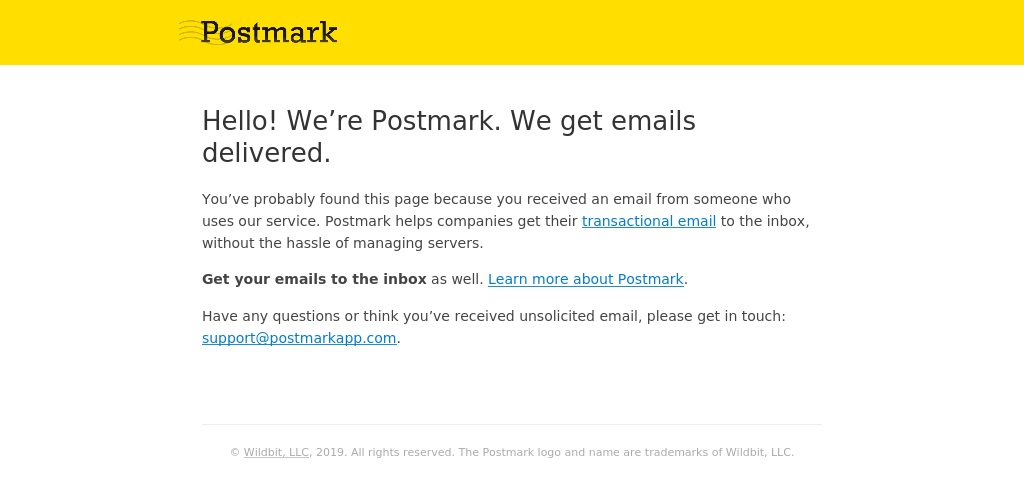 Postmark
Hello! We’re Postmark. We get emails
delivered.
You’ve probably found this page because you received an email from someone who
uses our service. Postmark helps companies get their transactional email to the inbox,
without the hassle of managing servers.
Get your emails to the inbox as well. Learn more about Postmark.
Have any questions or think you’ve received unsolicited email, please get in touch:
support@postmarkapp.com.
© Wildbit, LLC, 2019. All rights reserved. The Postmark logo and name are trademarks of Wildbit, LLC.